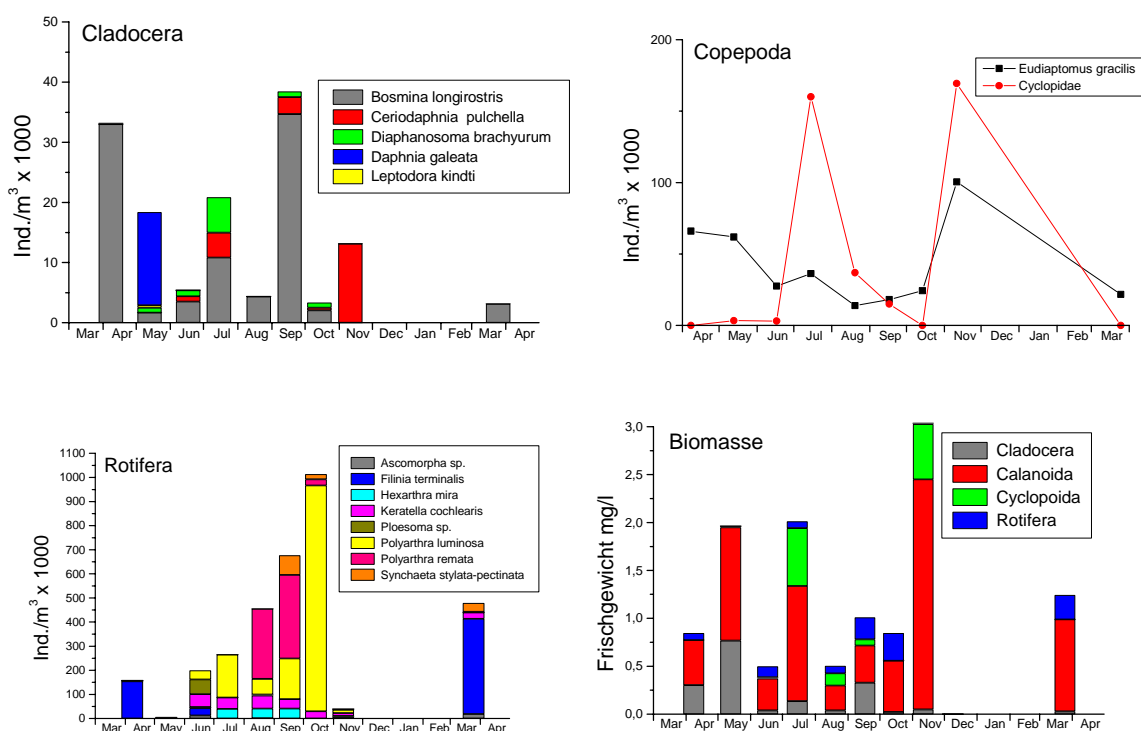 Cladocera
Ind./m³ x 1000
50
40
30
20
10
0
Bosmina longirostris
Ceriodaphnia pulchella
Diaphanosoma brachyurum
Daphnia galeata
Leptodora kindti
Mar Apr May Jun Jul Aug Sep Oct Nov Dec Jan Feb Mar Apr
Copepoda
Ind./m³ x 1000
200
100
0
Eudiaptomus gracilis
Cyclopidae
Apr May Jun Jul Aug Sep Oct Nov Dec Jan Feb Mar
Rotifera
Ind./m³ x 1000
1100
1000
900
800
700
600
500
400
300
200
100
0
Ascomorpha sp.
Filinia terminalis
Hexarthra mira
Keratella cochlearis
Ploesoma sp.
Polyarthra luminosa
Polyarthra remata
Synchaeta stylata-pectinata
Mar Apr May Jun Jul Aug Sep Oct Nov Dec Jan Feb Mar Apr
Biomasse
Frischgewicht mg/l
3,0
2,5
2,0
1,5
1,0
0,5
0,0
Cladocera
Calanoida
Cyclopoida
Rotifera
Mar Apr May Jun Jul Aug Sep Oct Nov Dec Jan Feb Mar Apr